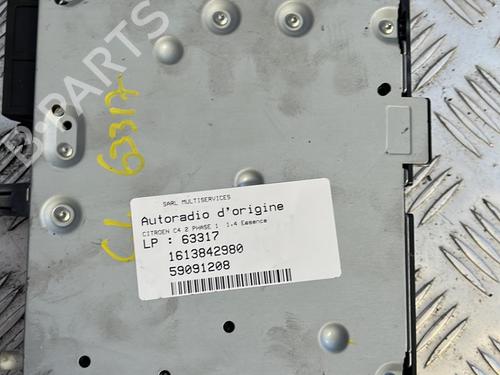 B-PARTS
63317
SARL MULTISERVICES
Autoradio d'origine
CITROEN C4 2 PHASE 1 1.4 Essence
LP : 63317
1613842980
59091208